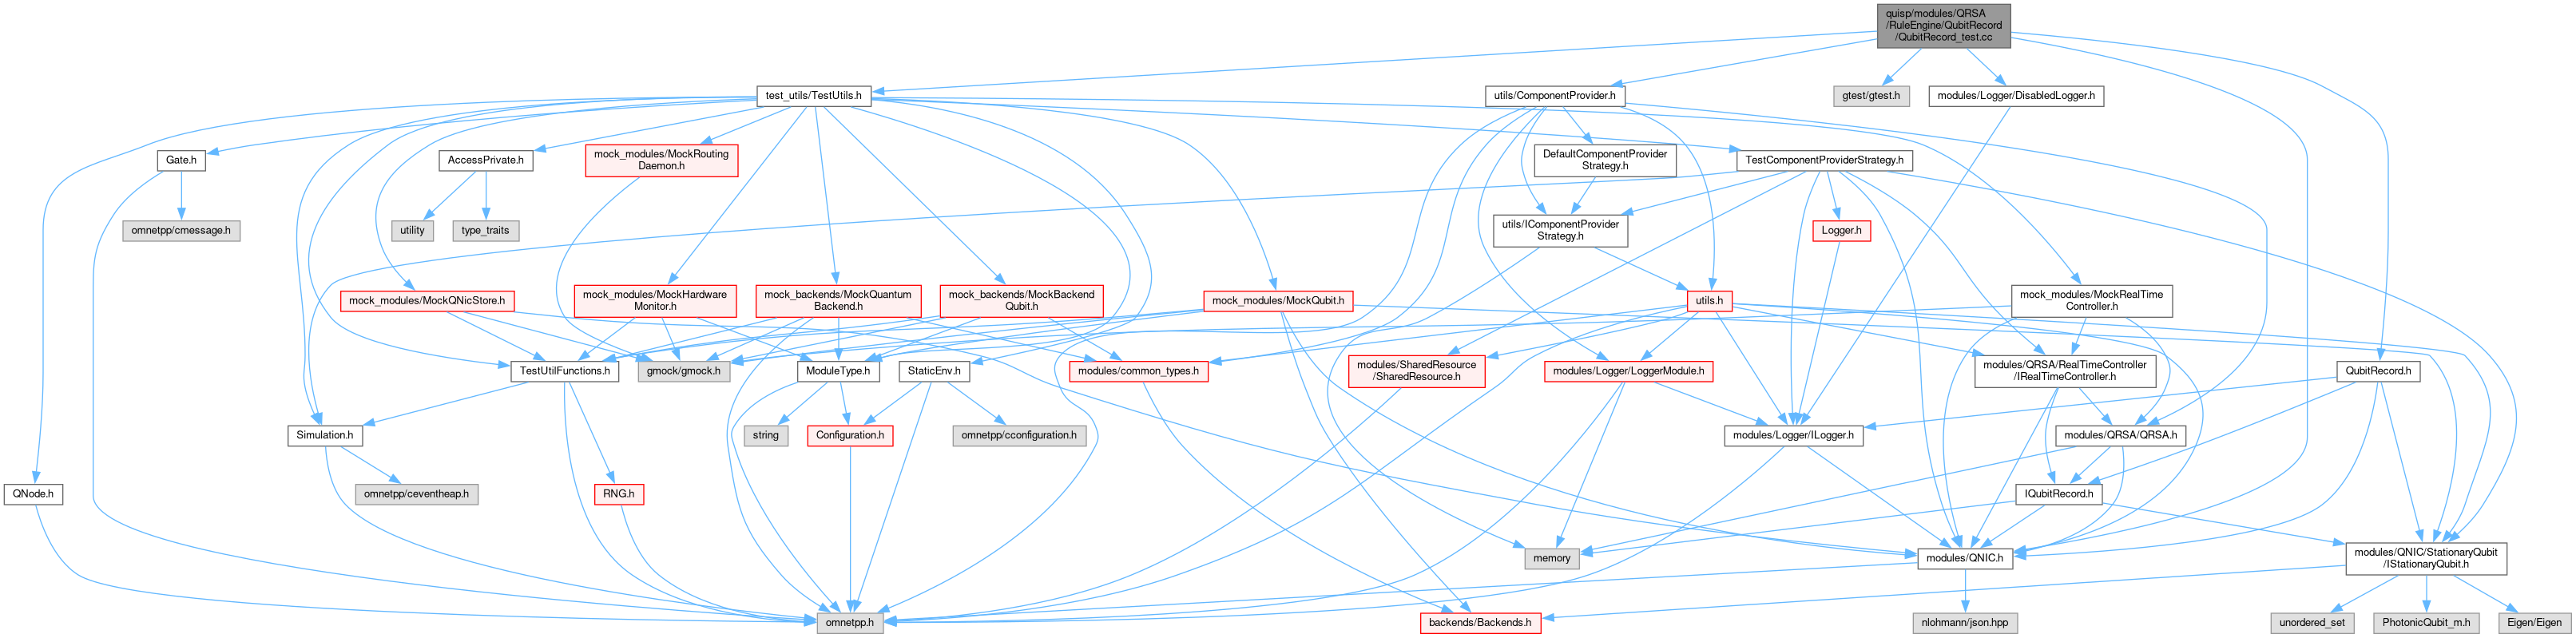 quisp/modules/QRSA
/RuleEngine/QubitRecord
/QubitRecord_test.cc
test_utils/TestUtils.h
utils/ComponentProvider.h
gtest/gtest.h
modules/Logger/DisabledLogger.h
Gate.h
AccessPrivate.h
mock_modules/MockRouting
Daemon.h
DefaultComponentProvider
Strategy.h
TestComponentProviderStrategy.h
omnetpp/cmessage.h
utility
type_traits
utils/IComponentProvider
Strategy.h
Logger.h
mock_modules/MockQNicStore.h
mock_modules/MockHardware
Monitor.h
mock_backends/MockQuantum
Backend.h
mock_backends/MockBackend
Qubit.h
mock_modules/MockQubit.h
utils.h
mock_modules/MockRealTime
Controller.h
TestUtilFunctions.h
gmock/gmock.h
ModuleType.h
StaticEnv.h
modules/common_types.h
modules/SharedResource
/SharedResource.h
modules/Logger/LoggerModule.h
modules/QRSA/RealTimeController
/IRealTimeController.h
QubitRecord.h
Simulation.h
string
Configuration.h
omnetpp/cconfiguration.h
modules/Logger/ILogger.h
modules/QRSA/QRSA.h
QNode.h
omnetpp/ceventheap.h
RNG.h
IQubitRecord.h
memory
modules/QNIC.h
modules/QNIC/StationaryQubit
/IStationaryQubit.h
omnetpp.h
backends/Backends.h
nlohmann/json.hpp
unordered_set
PhotonicQubit_m.h
Eigen/Eigen